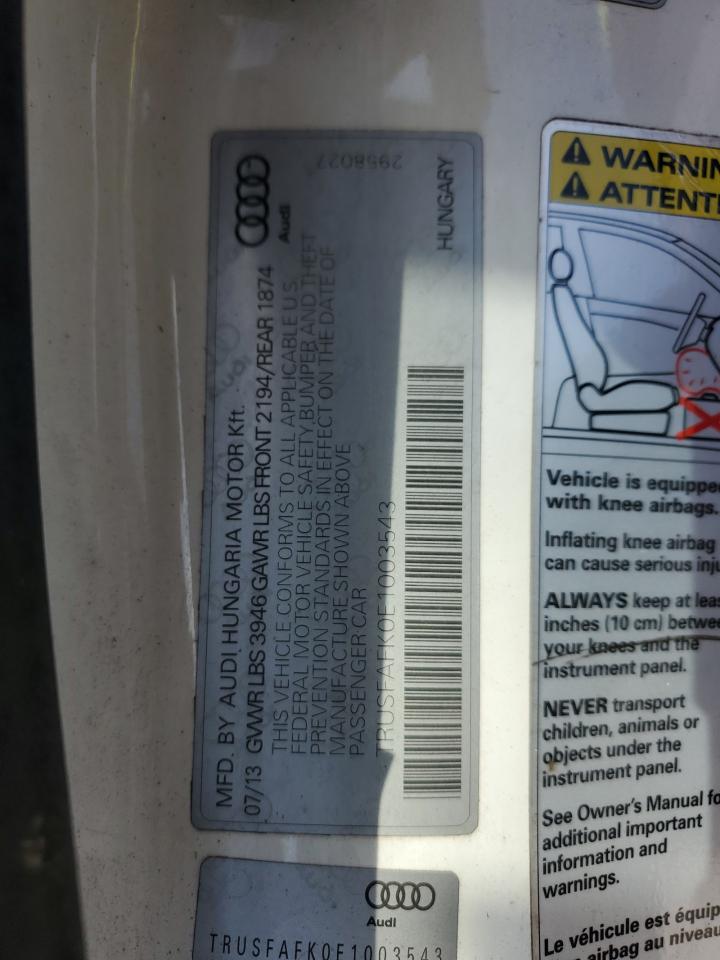 Audi
2958027
MFD. BY AUDI HUNGARIA MOTOR Kft.
07/13 GVWR LBS 3946 GAWR LBS FRONT 2194/REAR 1874
THIS VEHICLE CONFORMS TO ALL APPLICABLE U.S.
FEDERAL MOTOR VEHICLE SAFETY, BUMPER AND THEFT
PREVENTION STANDARDS IN EFFECT ON THE DATE OF
MANUFACTURE SHOWN ABOVE
PASSENGER CAR
TRUSFAFK0E1003543
HUNGARY
Audi
TRUSFAFK0E1003543
WARNIN
ATTENT
Vehicle is equipped
with knee airbags.
Inflating knee airbag
can cause serious inju
ALWAYS keep at leas
inches (10 cm) betwee
your knees and the
instrument panel.
NEVER transport
children, animals or
objects under the
instrument panel.
See Owner's Manual fo
additional important
information and
warnings.
Le véhicule est équip
airbag au niveau